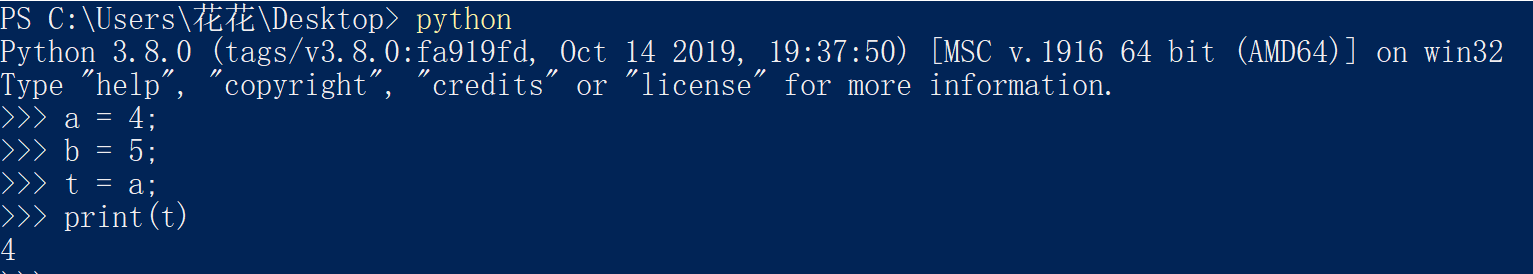 PS C:\Users\花花\Desktop> python
Python 3.8.0 (tags/v3.8.0:fa919fd, Oct 14 2019, 19:37:50) [MSC v.1916 64 bit (AMD64)] on win32
Type "help", "copyright", "credits" or "license" for more information.
>>> a = 4;
>>> b = 5;
>>> t = a;
>>> print(t)
4
>>>